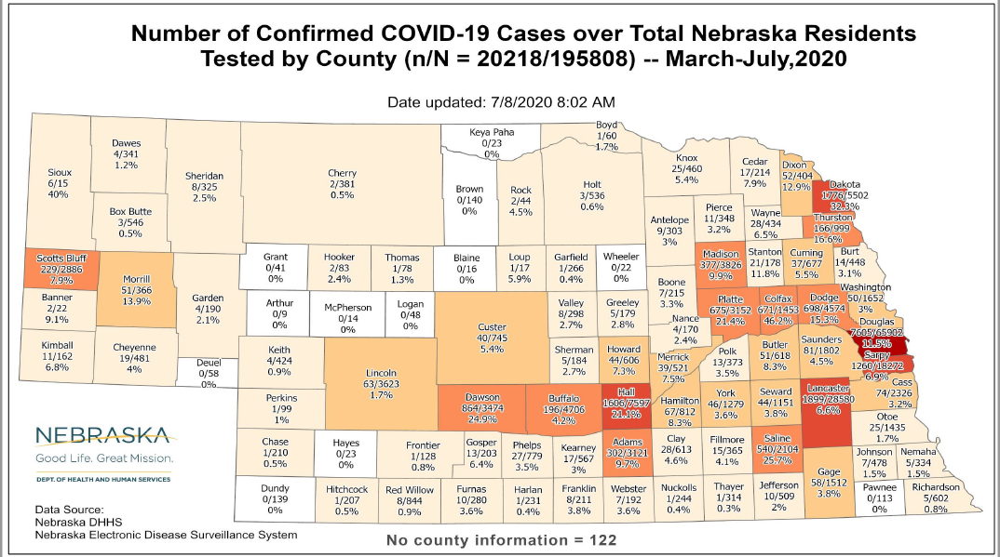 Number of Confirmed COVID-19 Cases over Total Nebraska Residents
Tested by County (n/N = 20218/195808) -- March-July,2020
Date updated: 7/8/2020 8:02 AM
Sioux
6/15
40%
Dawes
4/341
1.2%
Box Butte
3/546
0.5%
Sheridan
8/325
2.5%
Cherry
2/381
0.5%
Keya Paha
0/23
0%
Boyd
1/60
1.7%
Brown
0/140
0%
Rock
2/44
4.5%
Holt
3/536
0.6%
Knox
25/460
5.4%
Cedar
17/214
7.9%
Dixon
52/404
12.9%
Dakota
1776/5502
32.3%
Antelope
9/303
3%
Pierce
11/348
3.2%
Wayne
28/434
6.5%
Thurston
166/999
16.6%
Scotts Bluff
229/2886
7.9%
Morrill
51/366
13.9%
Garden
4/190
2.1%
Grant
0/41
0%
Hooker
2/83
2.4%
Thomas
1/78
1.3%
Blaine
0/16
0%
Loup
1/17
5.9%
Garfield
1/266
0.4%
Wheeler
0/22
0%
Madison
377/3826
9.9%
Stanton
21/178
11.8%
Cuming
37/677
5.5%
Burt
14/448
3.1%
Banner
2/22
9.1%
Arthur
0/9
0%
McPherson
0/14
0%
Logan
0/48
0%
Custer
40/745
5.4%
Valley
8/298
2.7%
Greeley
5/179
2.8%
Boone
7/215
3.3%
Platte
675/3152
21.4%
Colfax
671/1453
46.2%
Dodge
698/4574
15.3%
Washington
50/1652
3%
Kimball
11/162
6.8%
Cheyenne
19/481
4%
Deuel
0/58
0%
Keith
4/424
0.9%
Lincoln
63/3623
1.7%
Sherman
5/184
2.7%
Howard
44/606
7.3%
Nance
4/170
2.4%
Merrick
39/521
7.5%
Polk
13/373
3.5%
Butler
51/618
8.3%
Saunders
81/1802
4.5%
Douglas
7605/65902
11.5%
Sarpy
1260/18272
6.9%
Perkins
1/99
1%
Dawson
864/3474
24.9%
Buffalo
196/4706
4.2%
Hall
1606/7597
21.1%
Hamilton
67/812
8.3%
York
46/1279
3.6%
Seward
44/1151
3.8%
Lancaster
1899/28580
6.6%
Cass
74/2326
3.2%
Otoe
25/1435
1.7%
Chase
1/210
0.5%
Hayes
0/23
0%
Frontier
1/128
0.8%
Gosper
13/203
6.4%
Phelps
27/779
3.5%
Kearney
17/567
3%
Adams
302/3121
9.7%
Clay
28/613
4.6%
Fillmore
15/365
4.1%
Saline
540/2104
25.7%
Gage
58/1512
3.8%
Johnson
7/478
1.5%
Nemaha
5/334
1.5%
Dundy
0/139
0%
Hitchcock
1/207
0.5%
Red Willow
8/844
0.9%
Furnas
10/280
3.6%
Harlan
1/231
0.4%
Franklin
8/211
3.8%
Webster
7/192
3.6%
Nuckolls
1/244
0.4%
Thayer
1/314
0.3%
Jefferson
10/509
2%
Pawnee
0/113
0%
Richardson
5/602
0.8%
NEBRASKA
Good Life. Great Mission.
DEPT. OF HEALTH AND HUMAN SERVICES
Data Source:
Nebraska DHHS
Nebraska Electronic Disease Surveillance System
No county information = 122